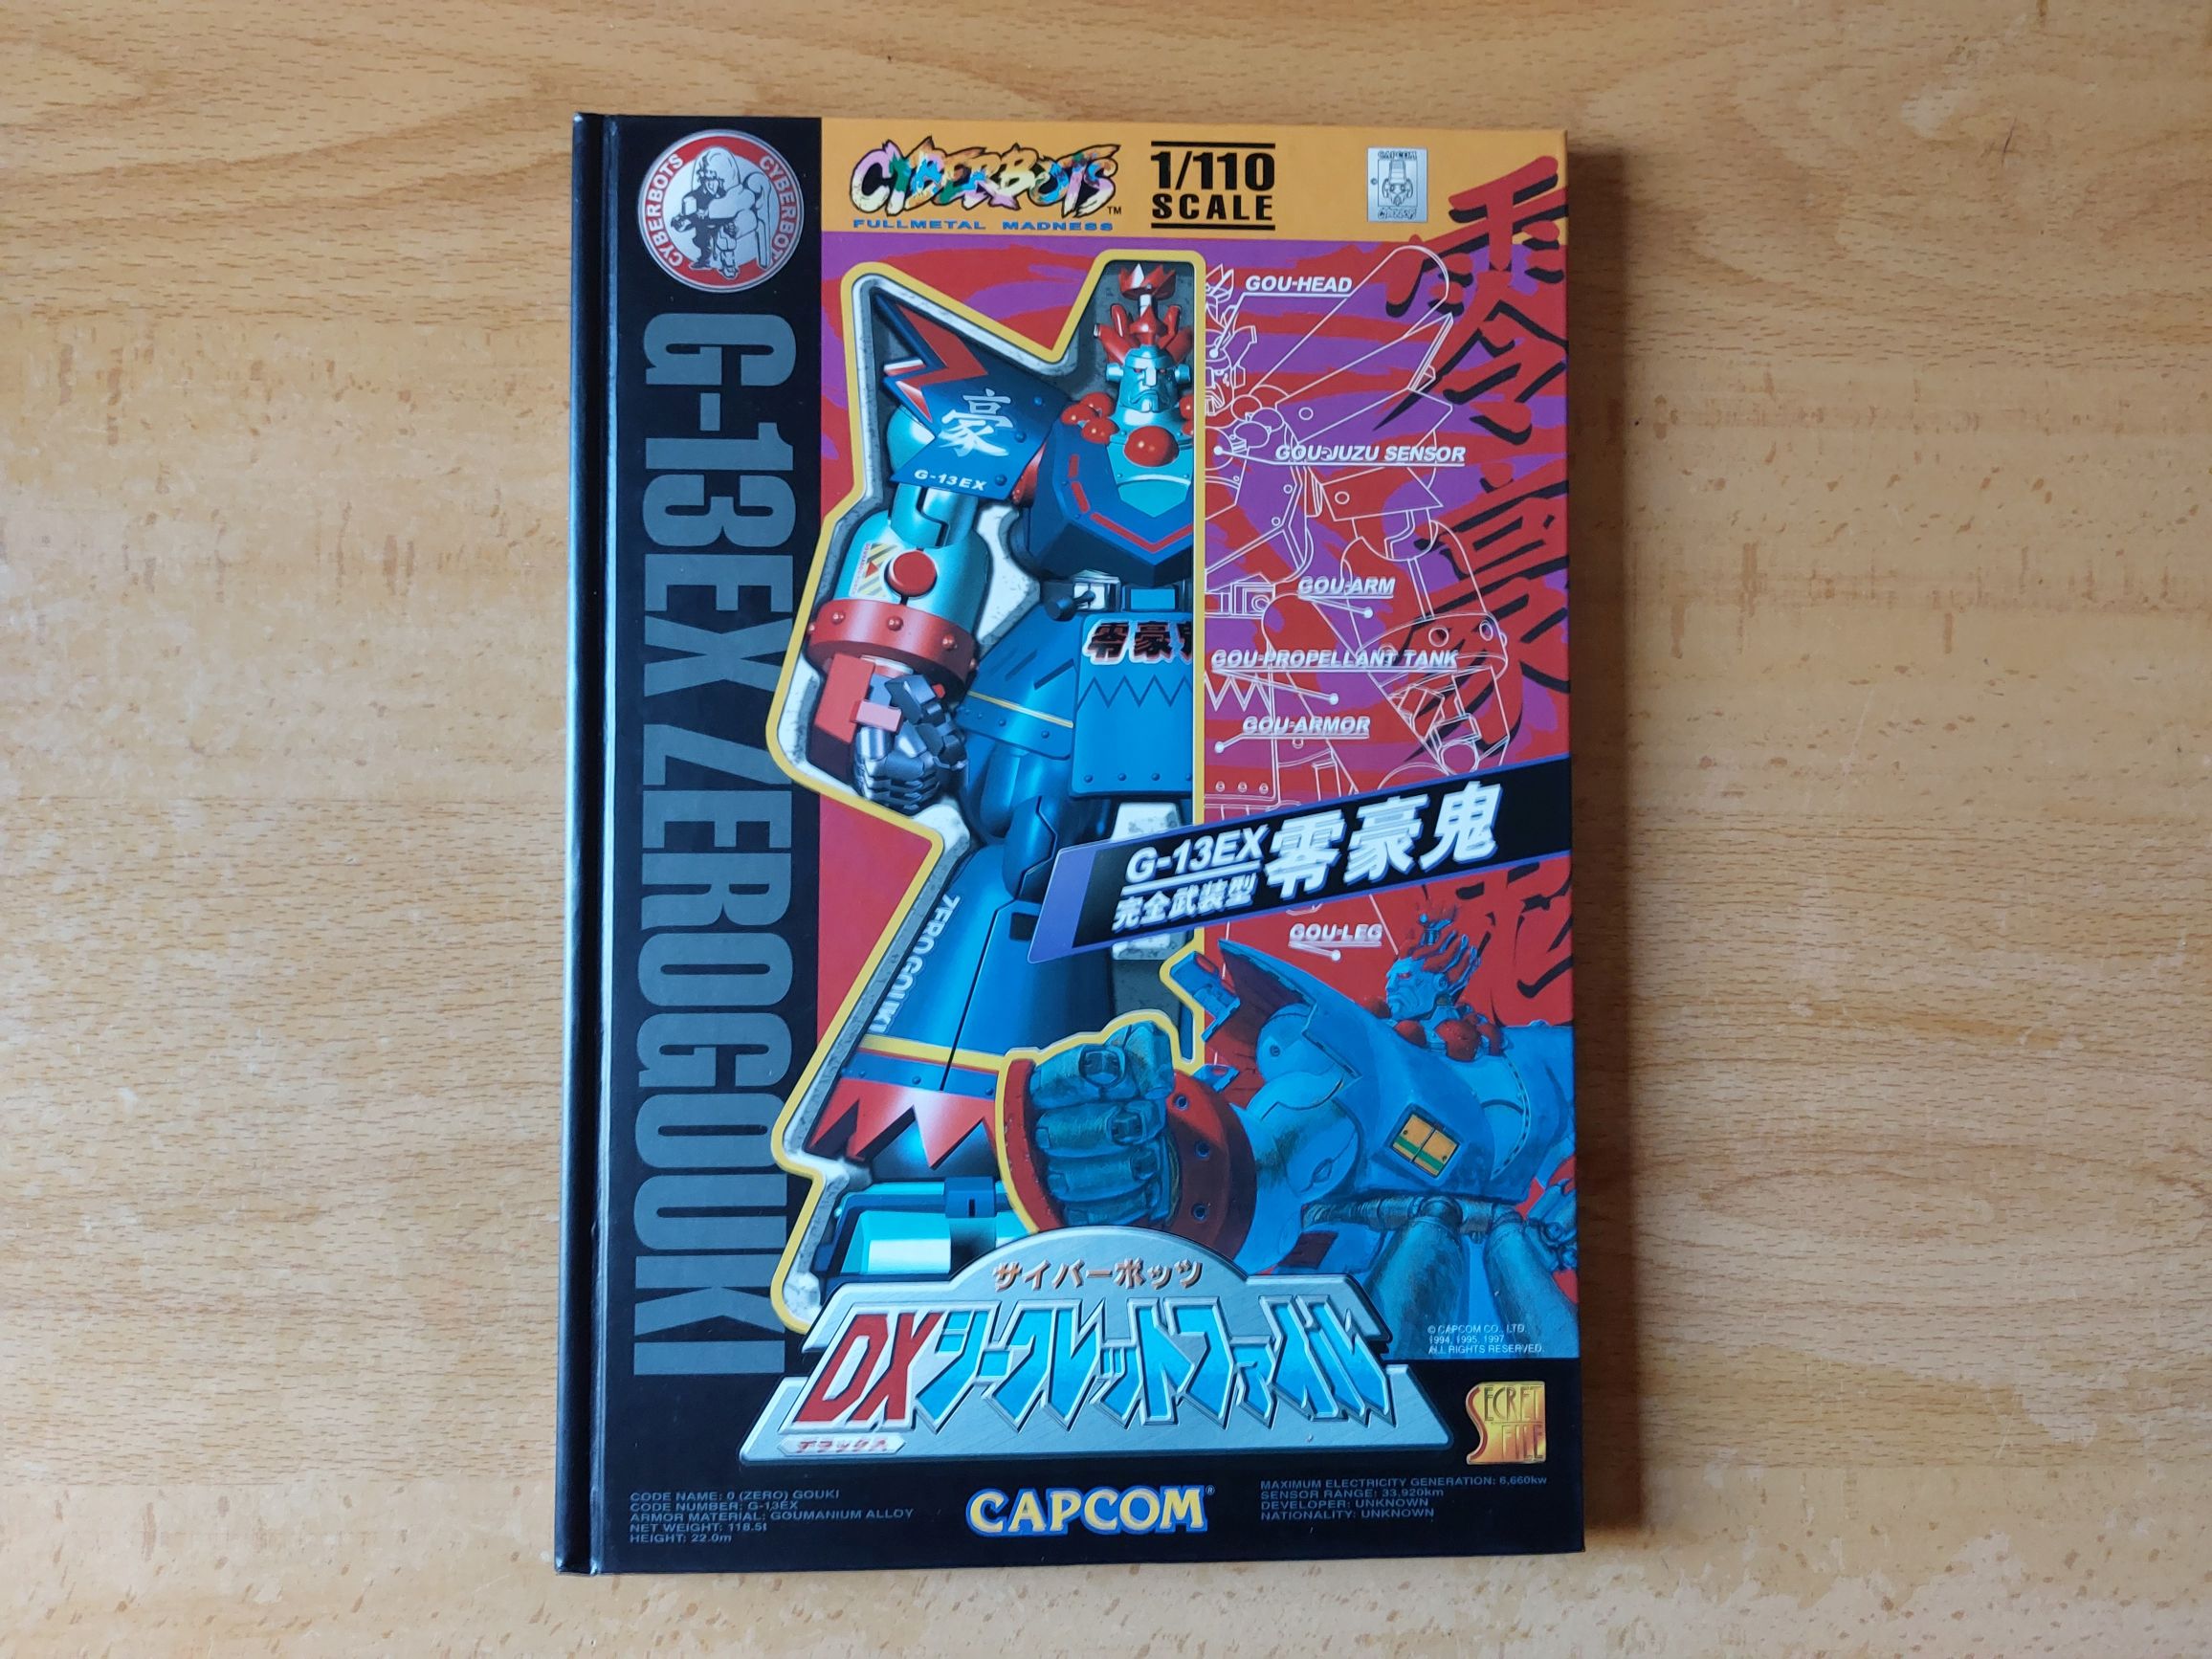 CYBERBOTS CYBERBOTS
G-13EX ZEROGOUKI
CYBERBOTS™
FULLMETAL MADNESS
1/110
SCALE
CAPCOM
零豪鬼
GOU-HEAD
GOU-JUZU SENSOR
GOU-ARM
GOU-PROPELLANT TANK
GOU-ARMOR
GOU-LEG
豪
G-13EX
零豪鬼
ZEROGOUKI
G-13EX
完全武装型
零豪鬼
サイバーボッツ
DXシークレットファイル
デラックス
© CAPCOM CO., LTD.
1994, 1995, 1997
ALL RIGHTS RESERVED.
SECRET
FILE
CODE NAME: 0 (ZERO) GOUKI
CODE NUMBER: G-13EX
ARMOR MATERIAL: GOUMANIUM ALLOY
NET WEIGHT: 118.5t
HEIGHT: 22.0m
CAPCOM®
MAXIMUM ELECTRICITY GENERATION: 6,660kw
SENSOR RANGE: 33.920km
DEVELOPER: UNKNOWN
NATIONALITY: UNKNOWN